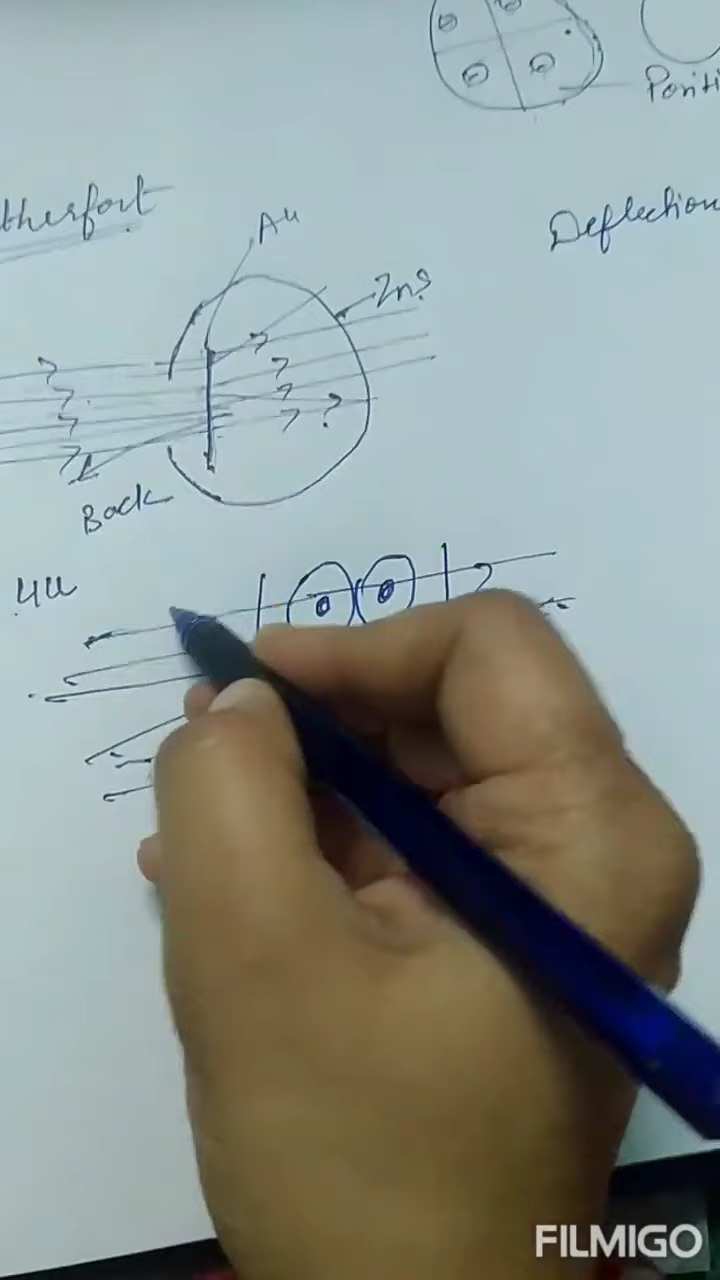 Positi
therfort
Au
Deflection
ZnS
?
Back
Au
FILMIGO